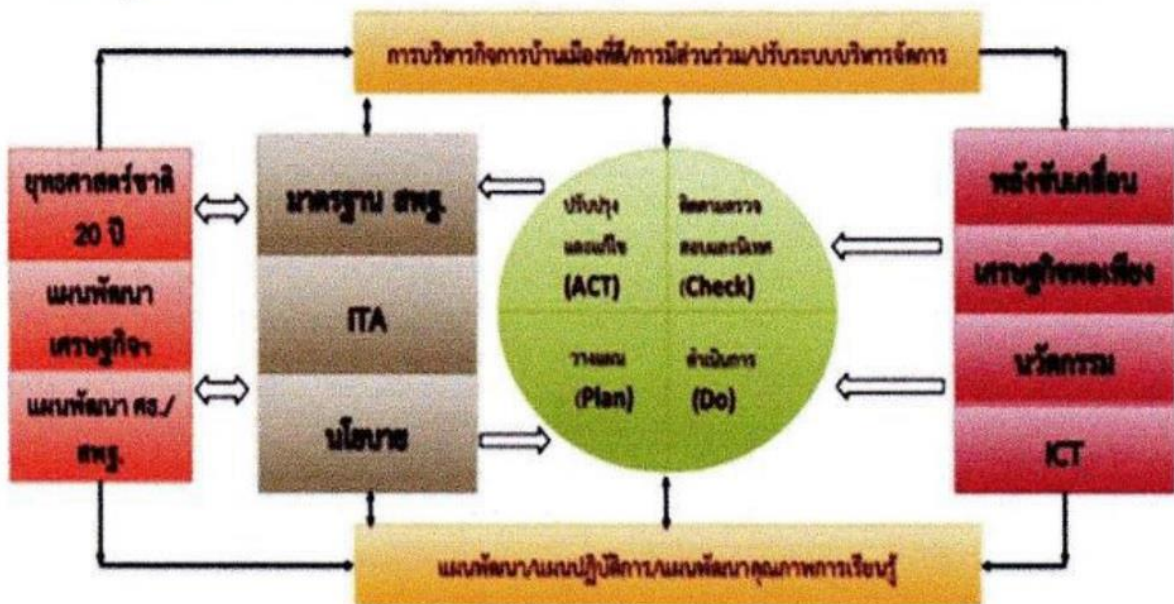 การบริหารกิจการบ้านเมืองที่ดี/การมีส่วนร่วม/ปรับระบบบริหารจัดการ
ยุทธศาสตร์ชาติ
20 ปี
แผนพัฒนา
เศรษฐกิจฯ
แผนพัฒนา ศธ./
สพฐ.
มาตรฐาน สพฐ.
ITA
นโยบาย
ปรับปรุง
และแก้ไข
(ACT)
ติดตามตรวจ
สอบและนิเทศ
(Check)
วางแผน
(Plan)
ดำเนินการ
(Do)
พลังขับเคลื่อน
เศรษฐกิจพอเพียง
นวัตกรรม
ICT
แผนพัฒนา/แผนปฏิบัติการ/แผนพัฒนาคุณภาพการเรียนรู้